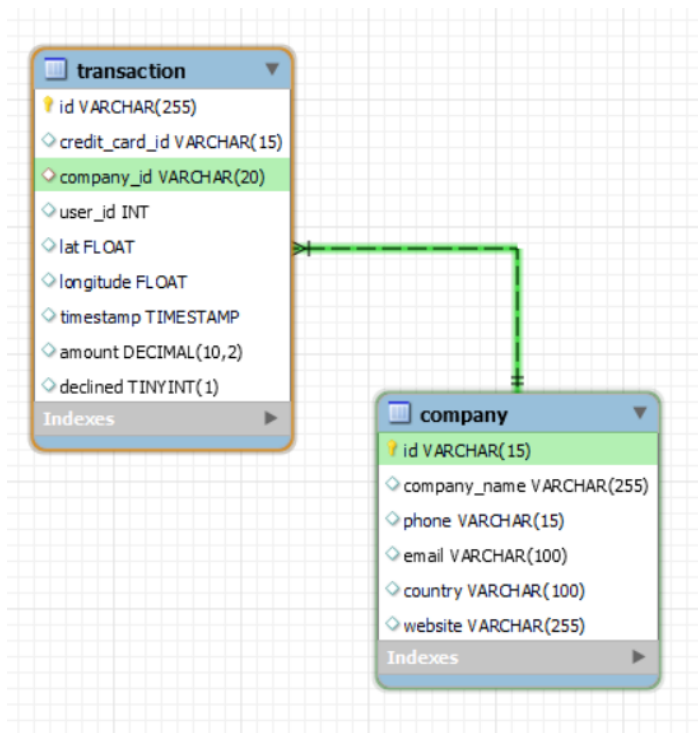 transaction
id VARCHAR(255)
credit_card_id VARCHAR(15)
company_id VARCHAR(20)
user_id INT
lat FLOAT
longitude FLOAT
timestamp TIMESTAMP
amount DECIMAL(10,2)
declined TINYINT(1)
Indexes
company
id VARCHAR(15)
company_name VARCHAR(255)
phone VARCHAR(15)
email VARCHAR(100)
country VARCHAR(100)
website VARCHAR(255)
Indexes